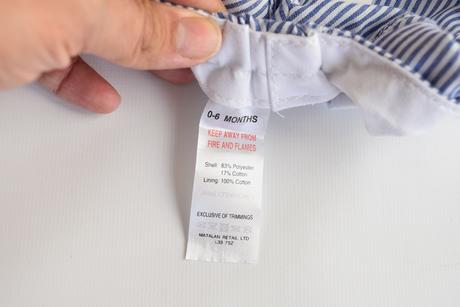 0-6 MONTHS
KEEP AWAY FROM
FIRE AND FLAMES
Shell: 83% Polyester
17% Cotton
Lining: 100% Cotton
EXCLUSIVE OF TRIMMINGS
MATALAN RETAIL LTD
L33 7SZ